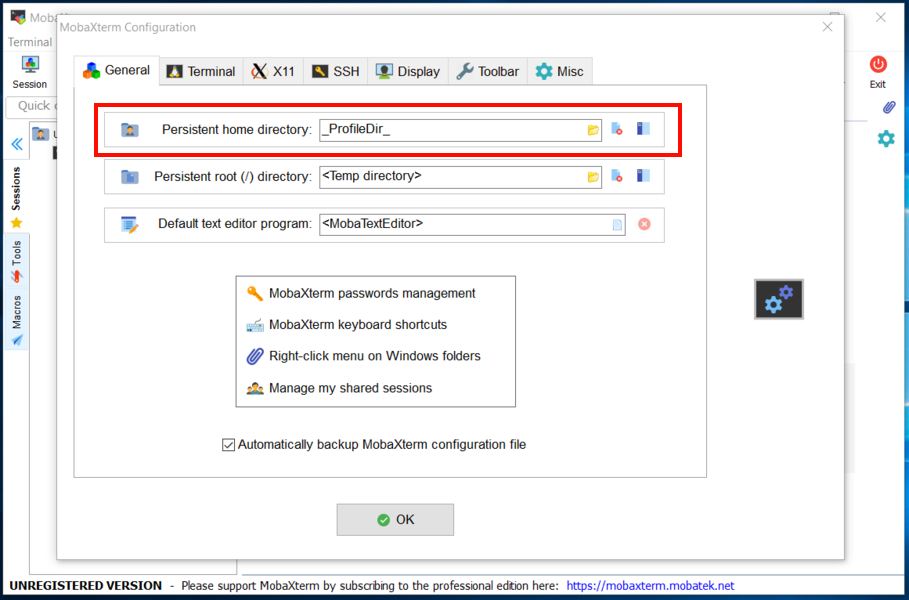 MobaX
MobaXterm Configuration
Terminal
Session
Quick c
Exit
General
Terminal
X11
SSH
Display
Toolbar
Misc
Persistent home directory: _ProfileDir_
Persistent root (/) directory: <Temp directory>
Default text editor program: <MobaTextEditor>
Sessions
Tools
Macros
MobaXterm passwords management
MobaXterm keyboard shortcuts
Right-click menu on Windows folders
Manage my shared sessions
Automatically backup MobaXterm configuration file
OK
UNREGISTERED VERSION - Please support MobaXterm by subscribing to the professional edition here: https://mobaxterm.mobatek.net